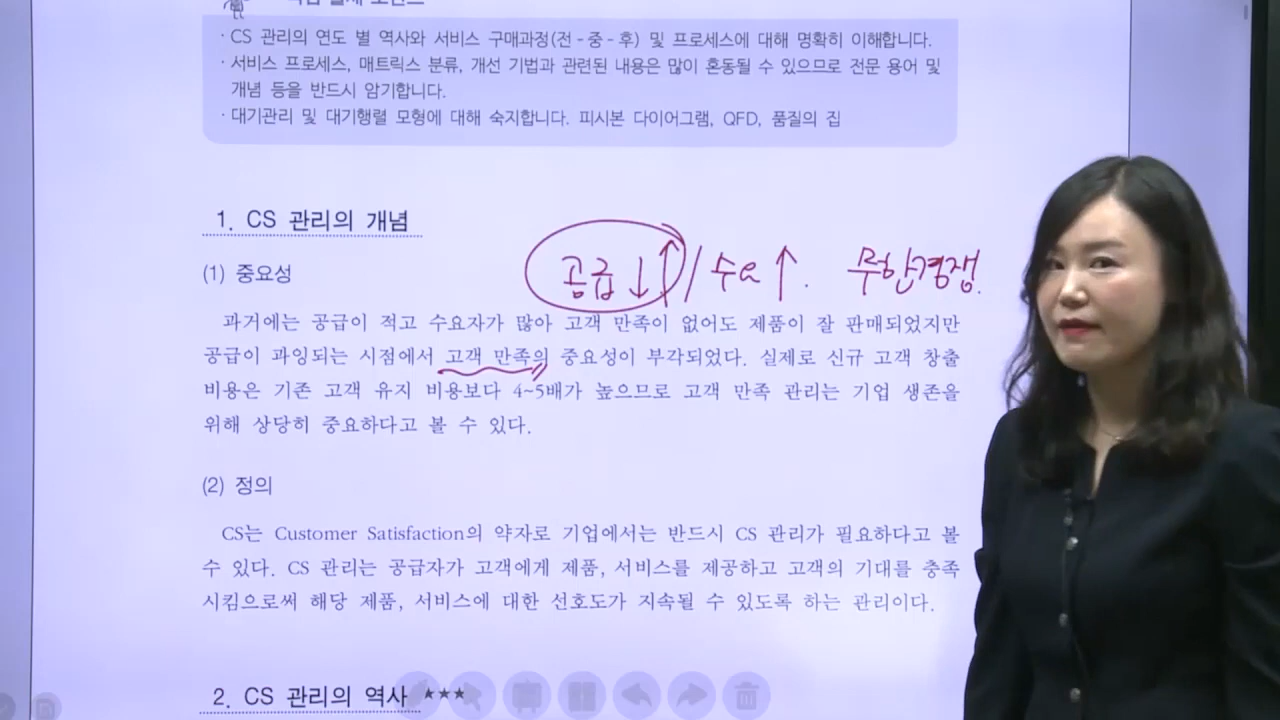 · CS 관리의 연도 별 역사와 서비스 구매과정(전-중-후) 및 프로세스에 대해 명확히 이해합니다.
· 서비스 프로세스, 매트릭스 분류, 개선 기법과 관련된 내용은 많이 혼동될 수 있으므로 전문 용어 및
개념 등을 반드시 암기합니다.
· 대기관리 및 대기행렬 모형에 대해 숙지합니다. 피시본 다이어그램, QFD, 품질의 집
1. CS 관리의 개념
(1) 중요성
공급↓↑/수요↑. 무한경쟁.
과거에는 공급이 적고 수요자가 많아 고객 만족이 없어도 제품이 잘 판매되었지만
공급이 과잉되는 시점에서 고객 만족의 중요성이 부각되었다. 실제로 신규 고객 창출
비용은 기존 고객 유지 비용보다 4~5배가 높으므로 고객 만족 관리는 기업 생존을
위해 상당히 중요하다고 볼 수 있다.
(2) 정의
CS는 Customer Satisfaction의 약자로 기업에서는 반드시 CS 관리가 필요하다고 볼
수 있다. CS 관리는 공급자가 고객에게 제품, 서비스를 제공하고 고객의 기대를 충족
시킴으로써 해당 제품, 서비스에 대한 선호도가 지속될 수 있도록 하는 관리이다.
2. CS 관리의 역사 ★★★